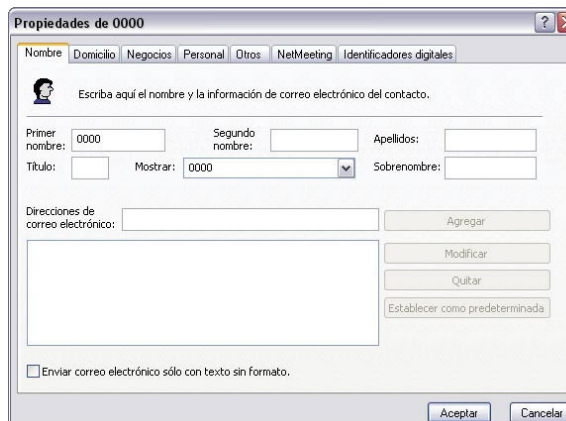 Propiedades de 0000
Nombre Domicilio Negocios Personal Otros NetMeeting Identificadores digitales
Escriba aquí el nombre y la información de correo electrónico del contacto.
Primer nombre: 0000 Segundo nombre: Apellidos:
Título: Mostrar: 0000 Sobrenombre:
Direcciones de correo electrónico: Agregar
Modificar
Quitar
Establecer como predeterminada
Enviar correo electrónico sólo con texto sin formato.
Aceptar Cancelar